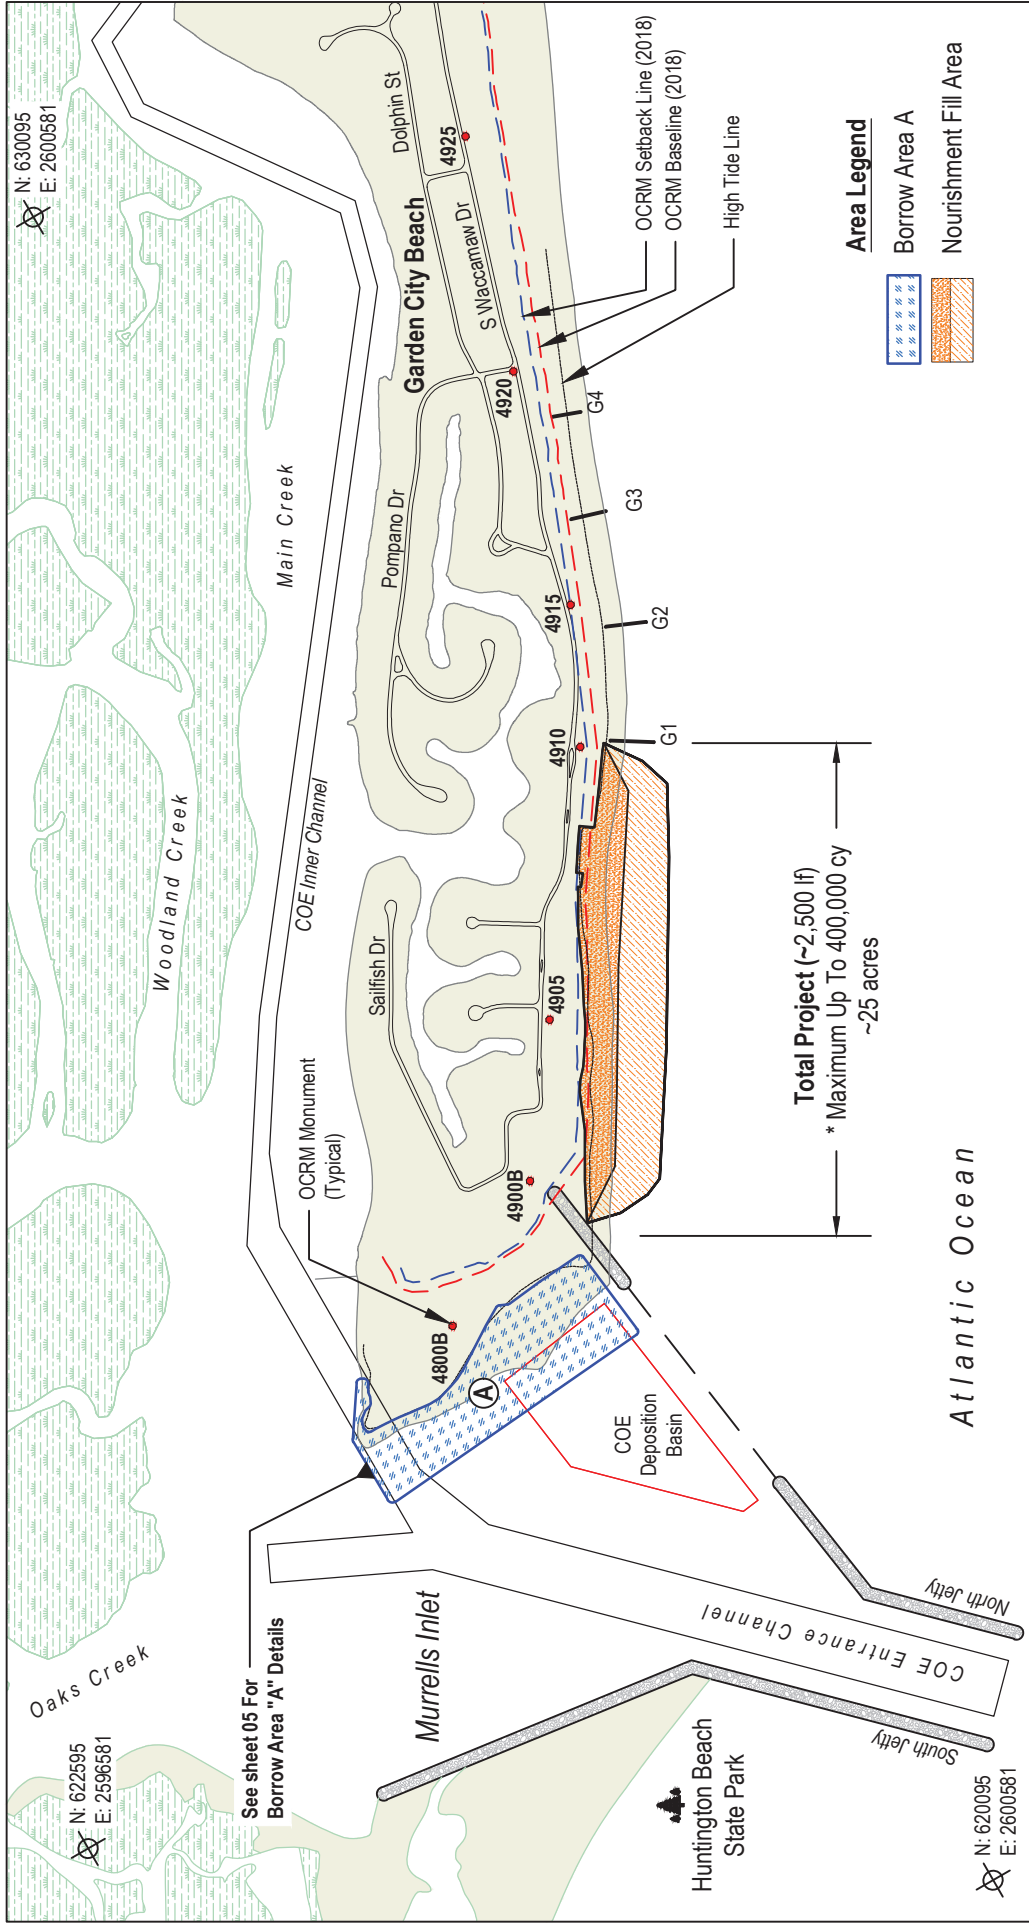 N: 622595
E: 2596581
Oaks Creek
Woodland Creek
Main Creek
N: 630095
E: 2600581
See sheet 05 For
Borrow Area "A" Details
OCRM Monument
(Typical)
COE Inner Channel
Sailfish Dr
Pompano Dr
Dolphin St
Garden City Beach
S Waccamaw Dr
Murrells Inlet
4800B
4900B
4905
4910
4915
4920
4925
A
G1
G2
G3
G4
COE
Deposition
Basin
OCRM Setback Line (2018)
OCRM Baseline (2018)
High Tide Line
Huntington Beach
State Park
COE Entrance Channel
South Jetty
North Jetty
Total Project (~2,500 lf)
* Maximum Up To 400,000 cy
~25 acres
Atlantic Ocean
Area Legend
Borrow Area A
Nourishment Fill Area
N: 620095
E: 2600581